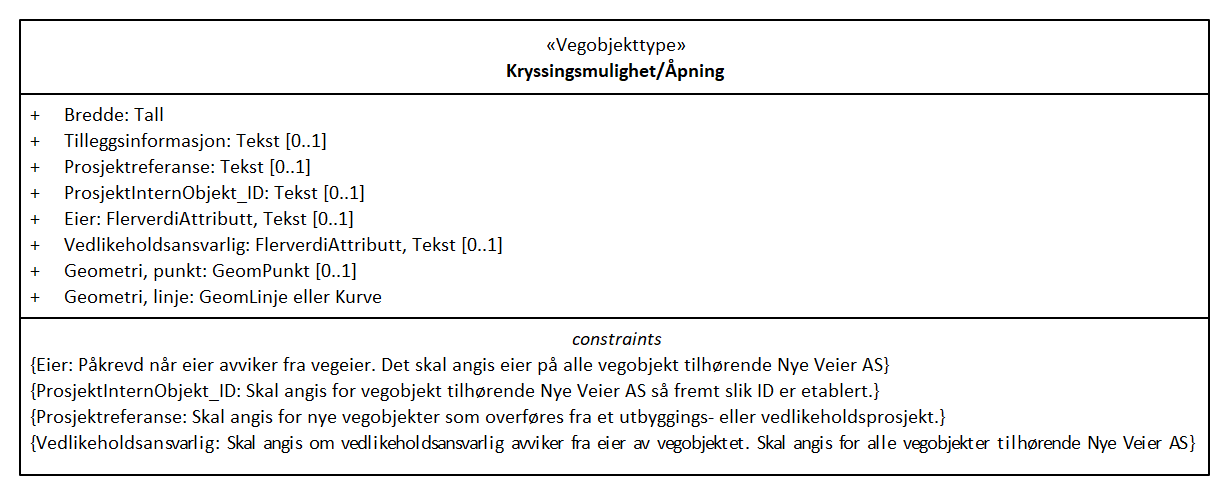 «Vegobjekttype»
Kryssingsmulighet/Åpning
+ Bredde: Tall
+ Tilleggsinformasjon: Tekst [0..1]
+ Prosjektreferanse: Tekst [0..1]
+ ProsjektInternObjekt_ID: Tekst [0..1]
+ Eier: FlerverdiAttributt, Tekst [0..1]
+ Vedlikeholdsansvarlig: FlerverdiAttributt, Tekst [0..1]
+ Geometri, punkt: GeomPunkt [0..1]
+ Geometri, linje: GeomLinje eller Kurve
constraints
{Eier: Påkrevd når eier avviker fra vegeier. Det skal angis eier på alle vegobjekt tilhørende Nye Veier AS}
{ProsjektInternObjekt_ID: Skal angis for vegobjekt tilhørende Nye Veier AS så fremt slik ID er etablert.}
{Prosjektreferanse: Skal angis for nye vegobjekter som overføres fra et utbyggings- eller vedlikeholdsprosjekt.}
{Vedlikeholdsansvarlig: Skal angis om vedlikeholdsansvarlig avviker fra eier av vegobjektet. Skal angis for alle vegobjekter tilhørende Nye Veier AS}